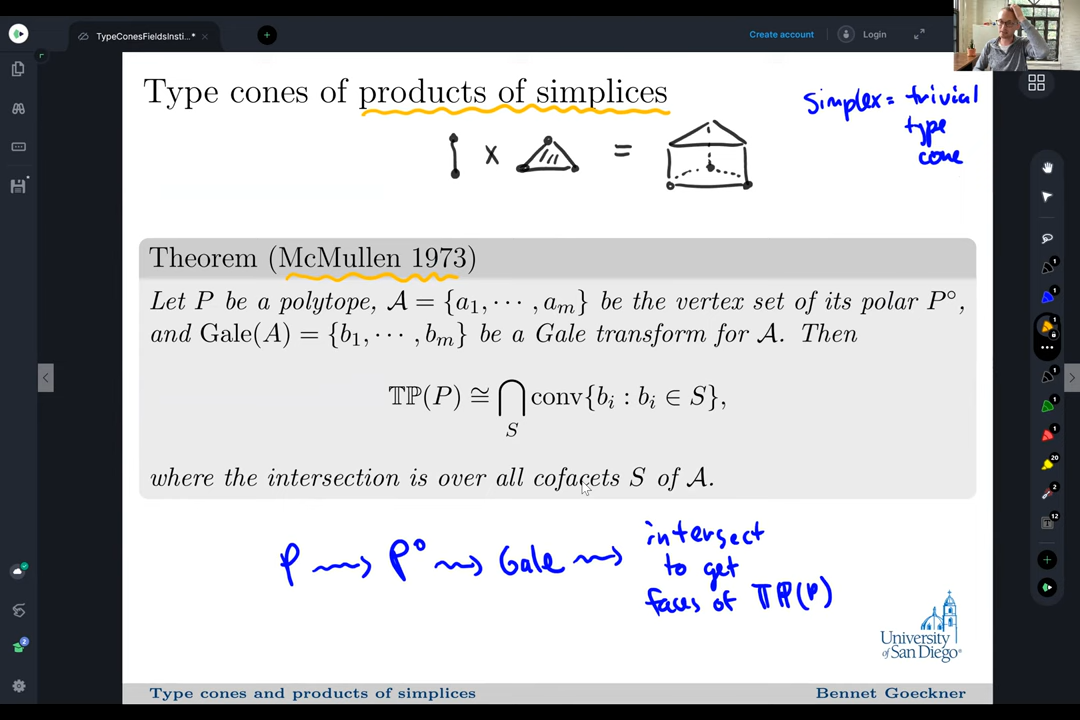 TypeConesFieldsInsti...*
Create account
Login
Type cones of products of simplices
simplex = trivial
type
cone
x
=
Theorem (McMullen 1973)
Let P be a polytope, 𝒜 = {a₁, ⋯ , aₘ} be the vertex set of its polar P°,
and Gale(A) = {b₁, ⋯ , bₘ} be a Gale transform for 𝒜. Then
𝕋ℙ(P) ≅ ⋂ conv{bᵢ : bᵢ ∈ S},
S
where the intersection is over all cofacets S of 𝒜.
P ⇝ P° ⇝ Gale ⇝
intersect
to get
faces of 𝕋ℙ(P)
University
of San Diego®
Type cones and products of simplices
Bennet Goeckner